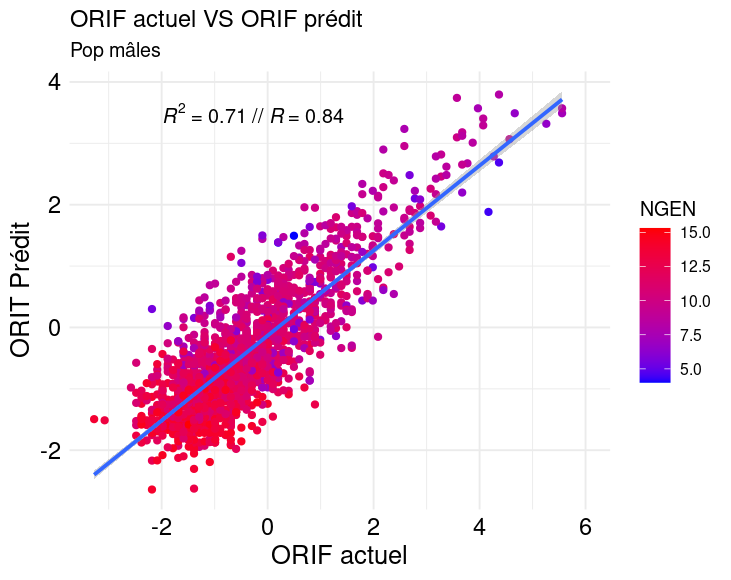 ORIF actuel VS ORIF prédit
Pop mâles
R² = 0.71 // R = 0.84
4
2
0
-2
ORIT Prédit
-2 0 2 4 6
ORIF actuel
NGEN
15.0
12.5
10.0
7.5
5.0